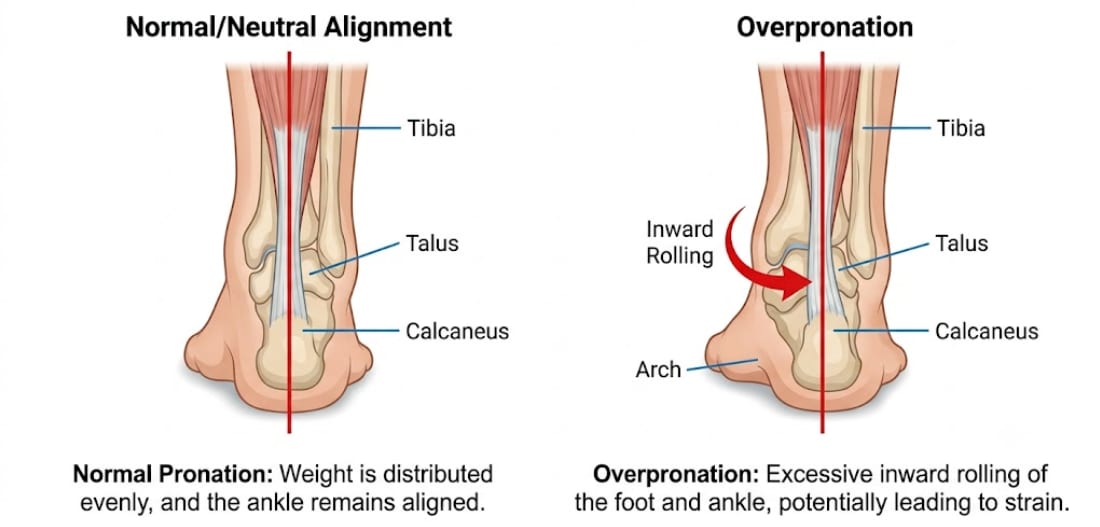 Normal/Neutral Alignment
Tibia
Talus
Calcaneus
Normal Pronation: Weight is distributed
evenly, and the ankle remains aligned.
Overpronation
Tibia
Inward
Rolling
Talus
Calcaneus
Arch
Overpronation: Excessive inward rolling of
the foot and ankle, potentially leading to strain.